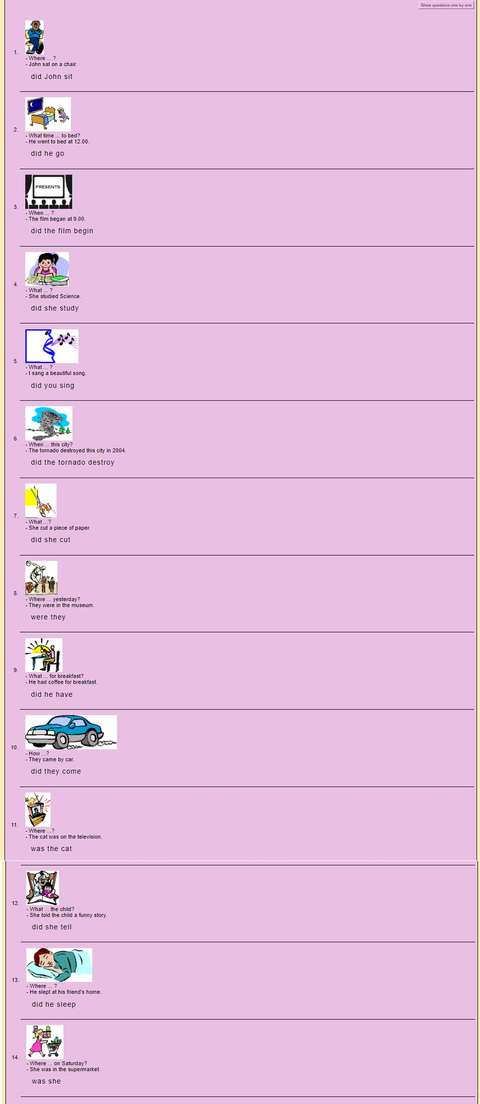 Show questions one by one
1.
- Where ... ?
- John sat on a chair.
did John sit
2.
- What time ... to bed?
- He went to bed at 12.00.
did he go
PRESENTS
3.
- When ... ?
- The film began at 9.00.
did the film begin
4.
- What ... ?
- She studied Science.
did she study
5.
- What ... ?
- I sang a beautiful song.
did you sing
6.
- When ... this city?
- The tornado destroyed this city in 2004.
did the tornado destroy
7.
- What ... ?
- She cut a piece of paper
did she cut
8.
- Where ... yesterday?
- They were in the museum.
were they
9.
- What ... for breakfast?
- He had coffee for breakfast.
did he have
10.
- How ... ?
- They came by car.
did they come
11.
- Where ... ?
- The cat was on the television.
was the cat
12.
- What ... the child?
- She told the child a funny story.
did she tell
13.
- Where ... ?
- He slept at his friend's home.
did he sleep
14.
- Where ... on Saturday?
- She was in the supermarket.
was she